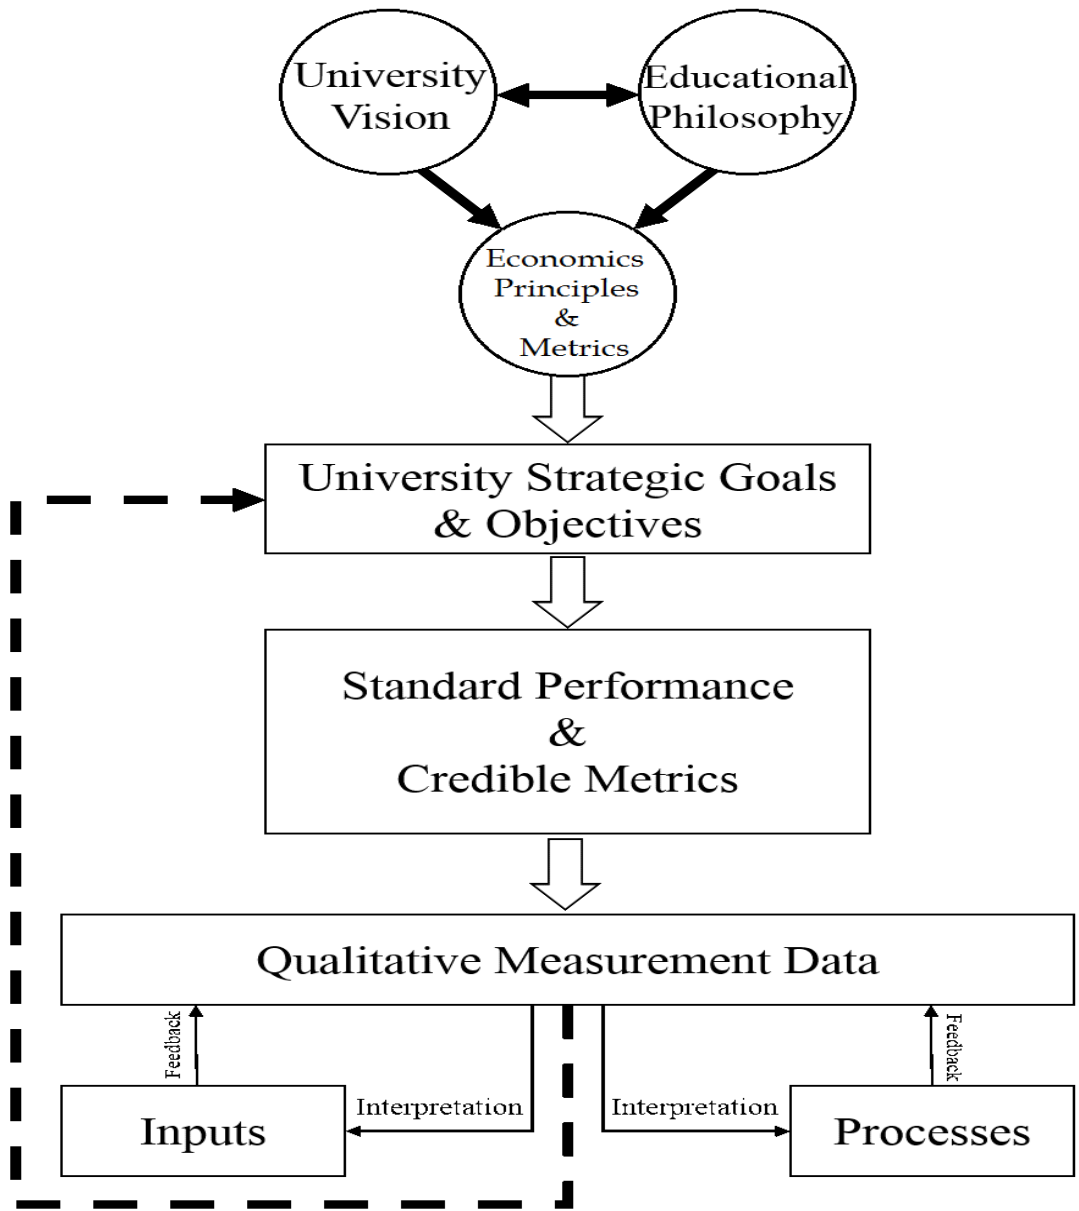 University
Vision
Educational
Philosophy
Economics
Principles
&
Metrics
University Strategic Goals
& Objectives
Standard Performance
&
Credible Metrics
Qualitative Measurement Data
Feedback
Feedback
Interpretation
Interpretation
Inputs
Processes